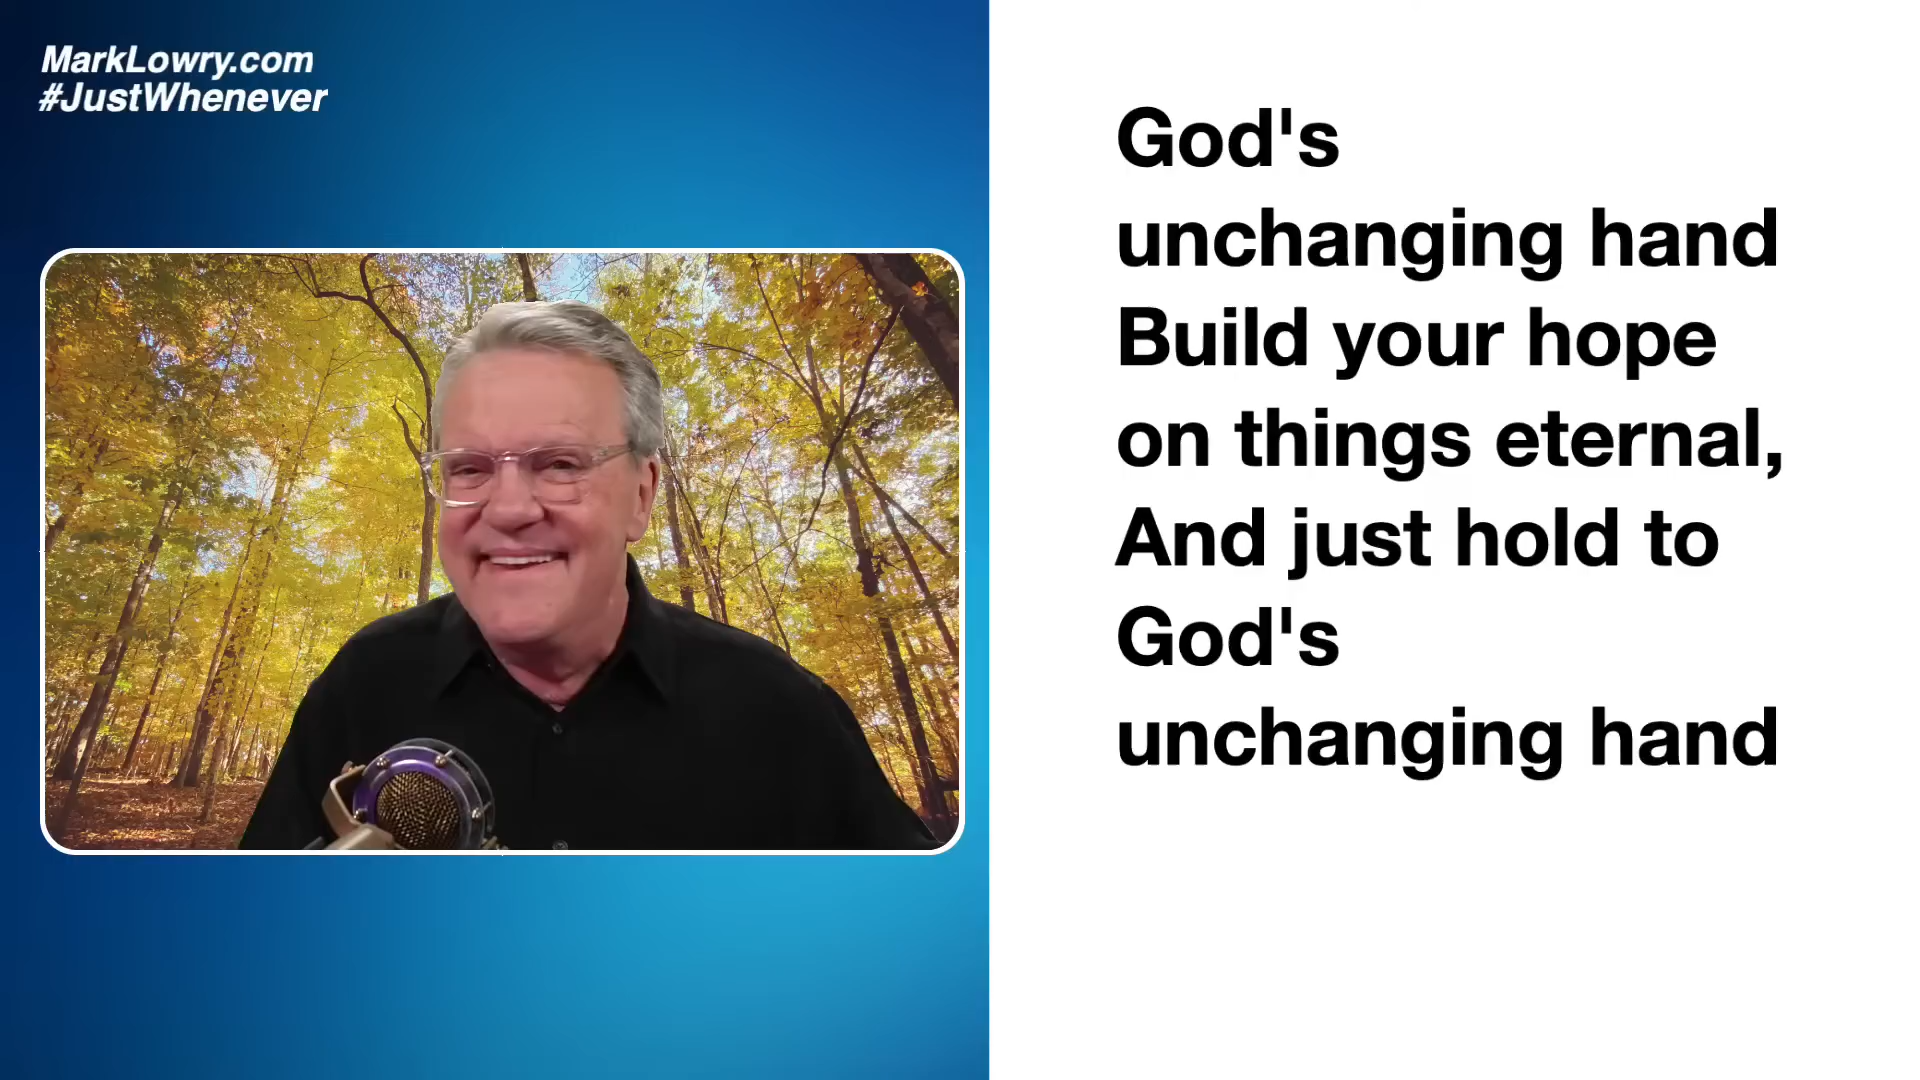 MarkLowry.com
#JustWhenever
God's
unchanging hand
Build your hope
on things eternal,
And just hold to
God's
unchanging hand